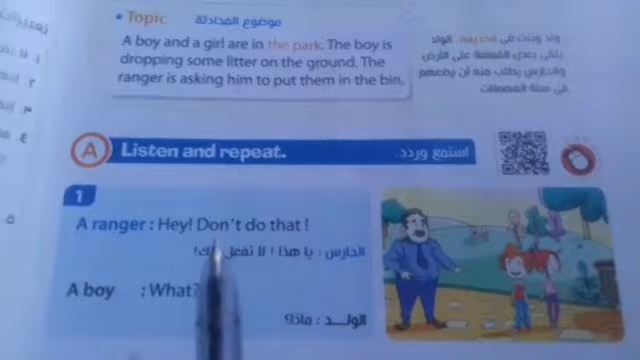 • Topic موضوع المحادثة
A boy and a girl are in the park. The boy is
dropping some litter on the ground. The
ranger is asking him to put them in the bin.
ولد وبنت في الحديقة. الولد
يلقي بعض القمامة على الأرض
والحارس يطلب منه أن يضعهم
في سلة المهملات
A Listen and repeat. استمع وردد.
1
A ranger : Hey! Don't do that !
الحارس : يا هذا ! لا تفعل
A boy : What?
الولـــد : ماذا؟